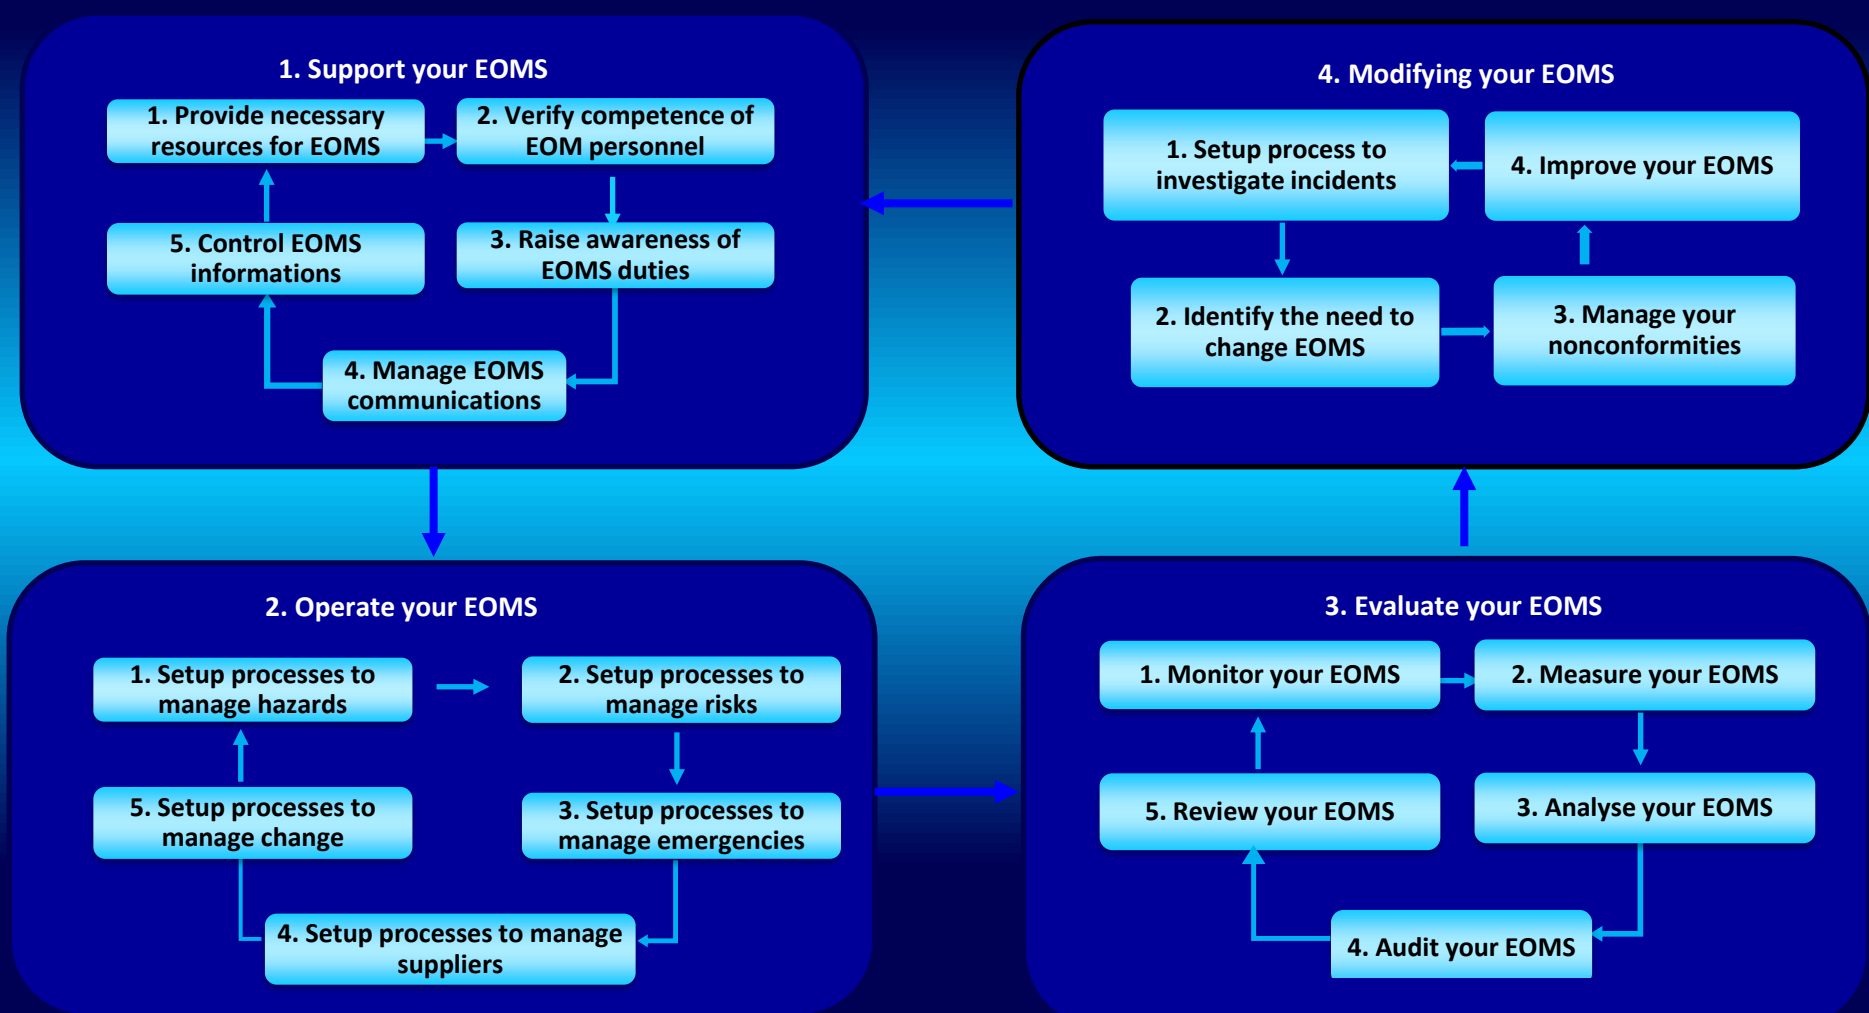 1. Support your EOMS
1. Provide necessary
resources for EOMS
2. Verify competence of
EOM personnel
3. Raise awareness of
EOMS duties
4. Manage EOMS
communications
5. Control EOMS
informations
2. Operate your EOMS
1. Setup processes to
manage hazards
2. Setup processes to
manage risks
3. Setup processes to
manage emergencies
4. Setup processes to manage
suppliers
5. Setup processes to
manage change
3. Evaluate your EOMS
1. Monitor your EOMS
2. Measure your EOMS
3. Analyse your EOMS
4. Audit your EOMS
5. Review your EOMS
4. Modifying your EOMS
1. Setup process to
investigate incidents
2. Identify the need to
change EOMS
3. Manage your
nonconformities
4. Improve your EOMS